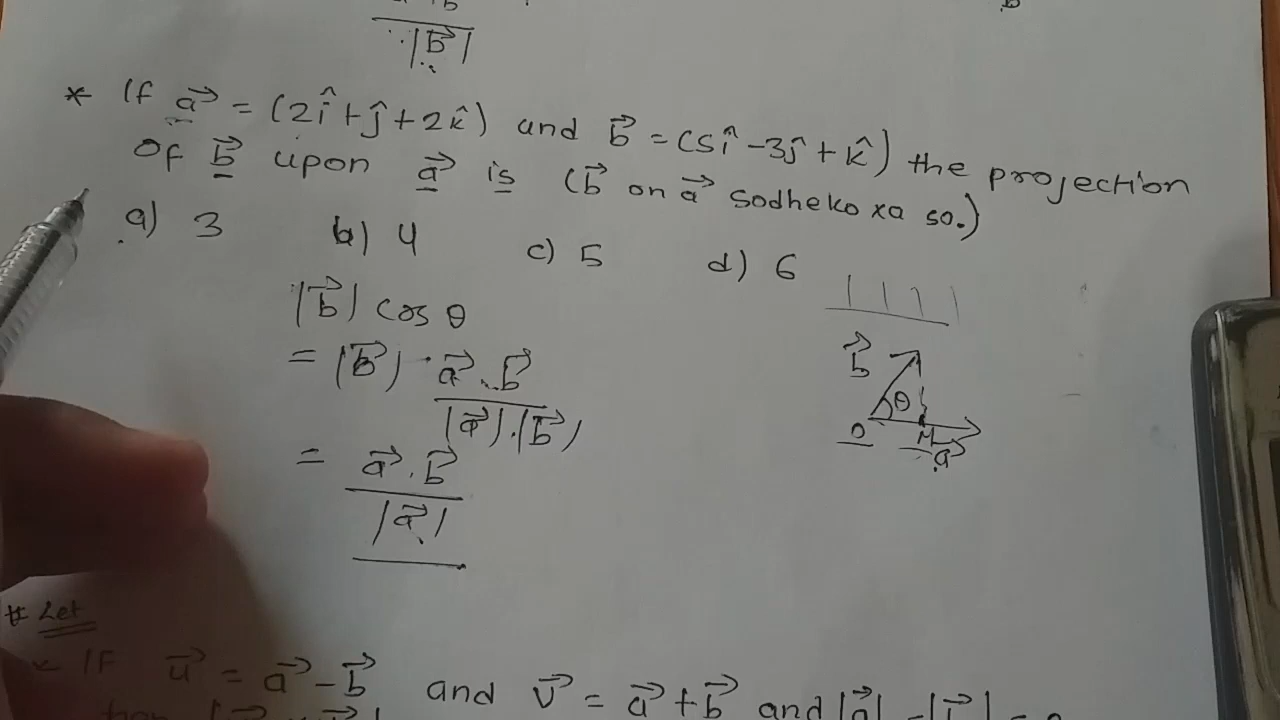 b
|b⃗|
b
* If a⃗ = (2î+ĵ+2k̂) and b⃗ = (5î-3ĵ+k̂) the projection
of b⃗ upon a⃗ is (b⃗ on a⃗ sodheko xa so.)
a) 3 b) 4 c) 5 d) 6
|b⃗| cos θ
= |b⃗| · a⃗.b⃗
|a⃗|.|b⃗|
= a⃗.b⃗
|a⃗|
b⃗
θ
O M
a⃗
# Let
* If u⃗ = a⃗-b⃗ and v⃗ = a⃗+b⃗ and |a⃗|